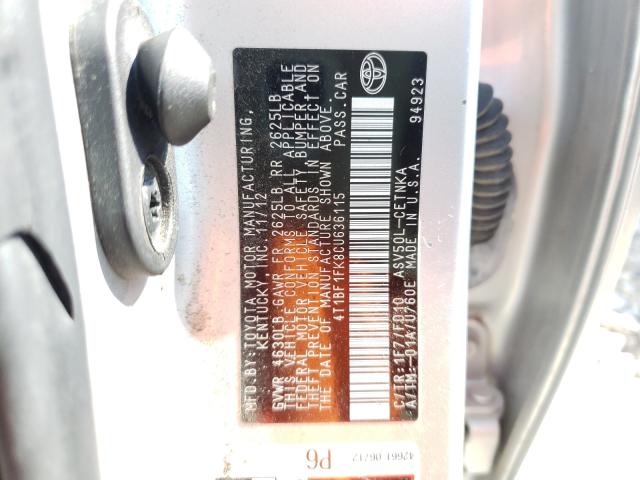 MFD.BY:TOYOTA MOTOR MANUFACTURING,
KENTUCKY, INC. 11/12
GVWR 4630LB GAWR FR 2625LB RR 2625LB
THIS VEHICLE CONFORMS TO ALL APPLICABLE
FEDERAL MOTOR VEHICLE SAFETY, BUMPER, AND
THEFT PREVENTION STANDARDS IN EFFECT ON
THE DATE OF MANUFACTURE SHOWN ABOVE.
4T1BF1FK8CU636115 PASS.CAR
C/TR:1F7/FB10 ASV50L-CETNKA
A/TM:-01A/U760E MADE IN U.S.A. 94923
P6
42661-06712